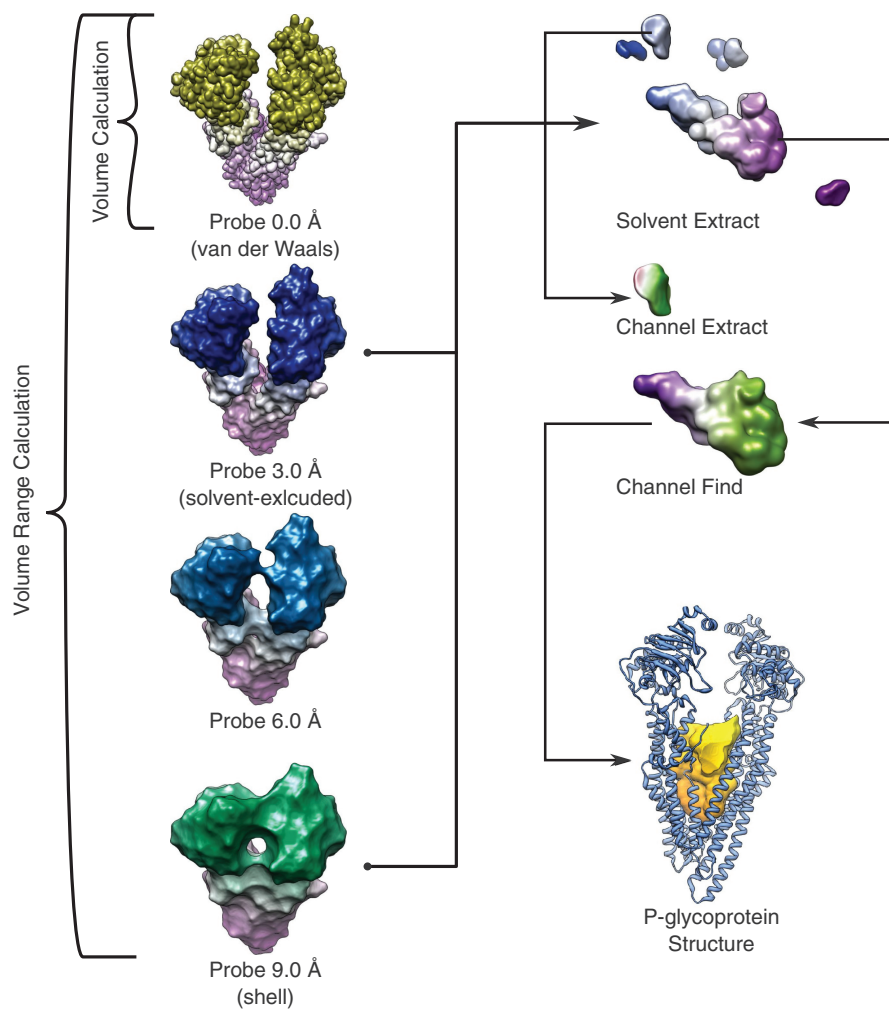 Volume Range Calculation
Volume Calculation
Probe 0.0 Å
(van der Waals)
Probe 3.0 Å
(solvent-exlcuded)
Probe 6.0 Å
Probe 9.0 Å
(shell)
Solvent Extract
Channel Extract
Channel Find
P-glycoprotein
Structure